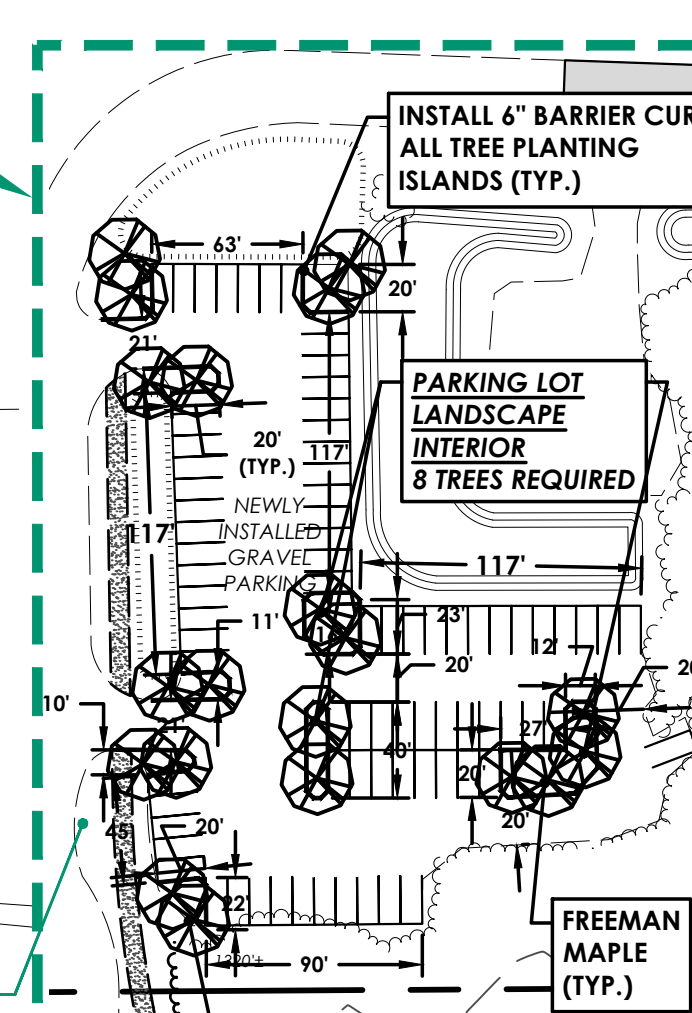 INSTALL 6" BARRIER CUR
ALL TREE PLANTING
ISLANDS (TYP.)
63'
20'
21'
PARKING LOT
LANDSCAPE
INTERIOR
8 TREES REQUIRED
20'
(TYP.)
117'
NEWLY
INSTALLED
GRAVEL
PARKING
117'
117'
11'
23'
12'
20'
20
10'
27'
40'
20'
45'
20'
20'
22'
1220'±
90'
FREEMAN
MAPLE
(TYP.)